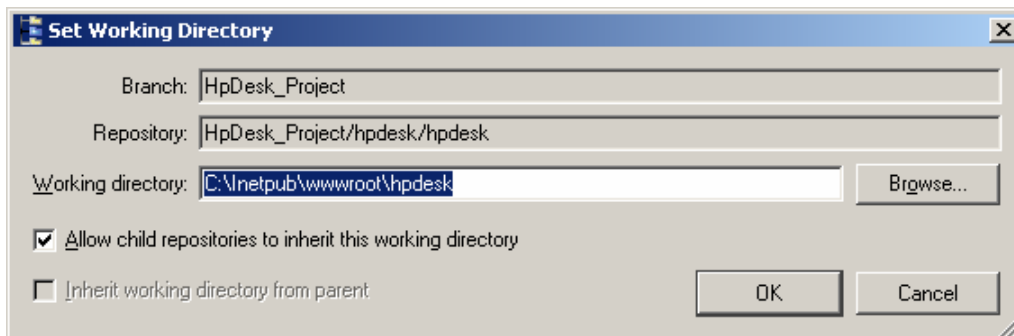 Set Working Directory
Branch: HpDesk_Project
Repository: HpDesk_Project/hpdesk/hpdesk
Working directory: C:\Inetpub\wwwroot\hpdesk Browse...
Allow child repositories to inherit this working directory
Inherit working directory from parent OK Cancel